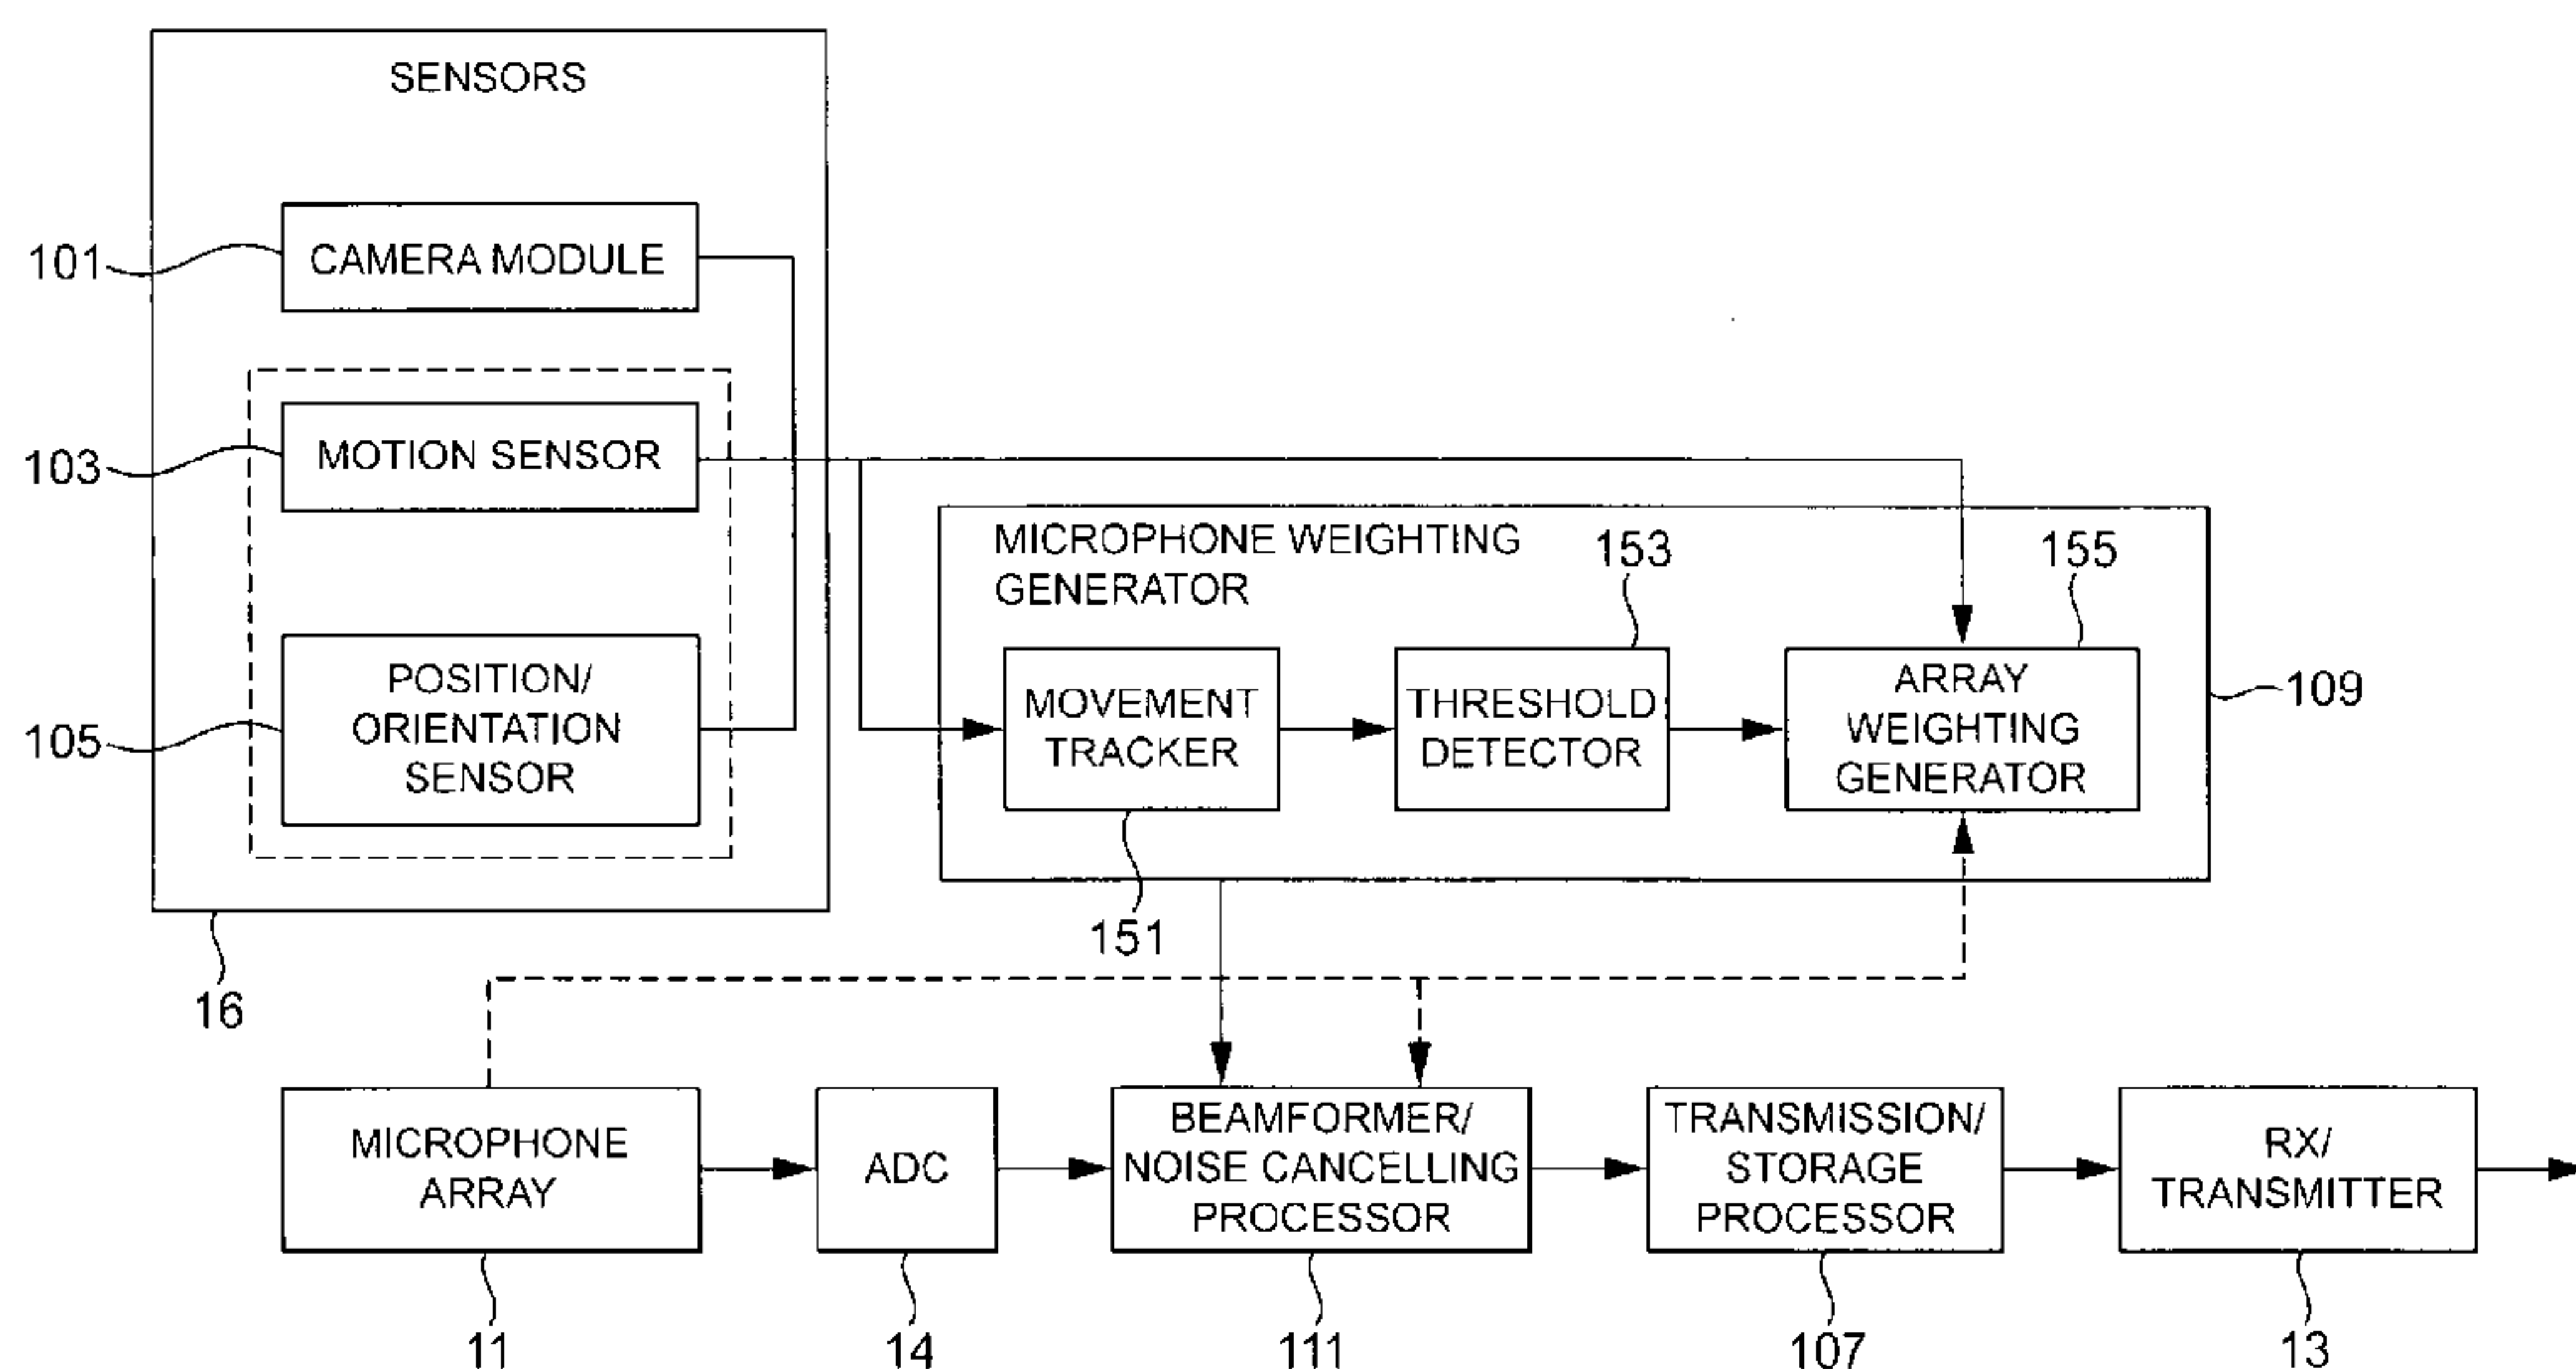 SENSORS
101
CAMERA MODULE
103
MOTION SENSOR
105
POSITION/
ORIENTATION
SENSOR
16
MICROPHONE WEIGHTING
GENERATOR
153
155
109
MOVEMENT
TRACKER
THRESHOLD
DETECTOR
ARRAY
WEIGHTING
GENERATOR
151
MICROPHONE
ARRAY
ADC
BEAMFORMER/
NOISE CANCELLING
PROCESSOR
TRANSMISSION/
STORAGE
PROCESSOR
RX/
TRANSMITTER
11
14
111
107
13